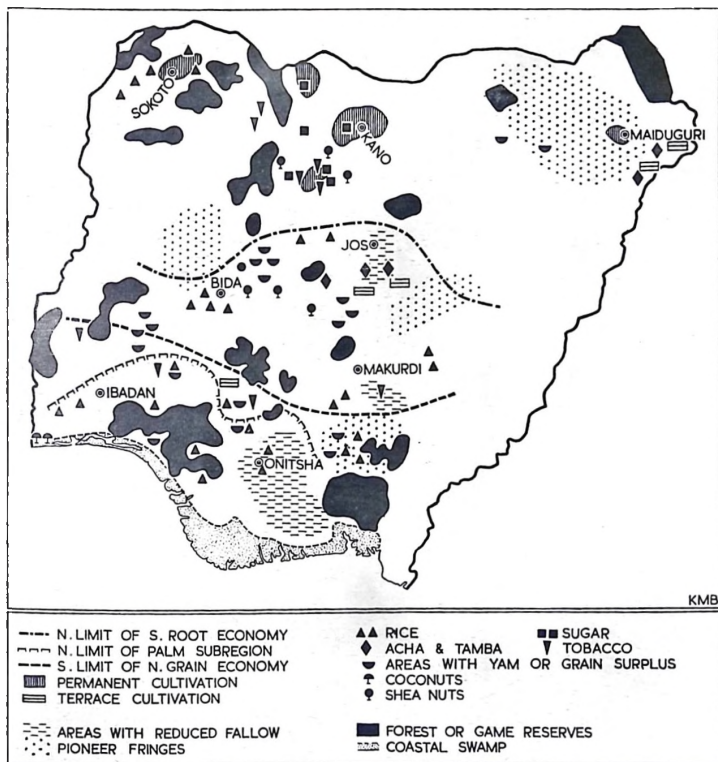 SOKOTO
KANO
MAIDUGURI
JOS
BIDA
MAKURDI
IBADAN
ONITSHA
KMB
N. LIMIT OF S. ROOT ECONOMY
N. LIMIT OF PALM SUBREGION
S. LIMIT OF N. GRAIN ECONOMY
PERMANENT CULTIVATION
TERRACE CULTIVATION
AREAS WITH REDUCED FALLOW
PIONEER FRINGES
RICE
SUGAR
ACHA & TAMBA
TOBACCO
AREAS WITH YAM OR GRAIN SURPLUS
COCONUTS
SHEA NUTS
FOREST OR GAME RESERVES
COASTAL SWAMP